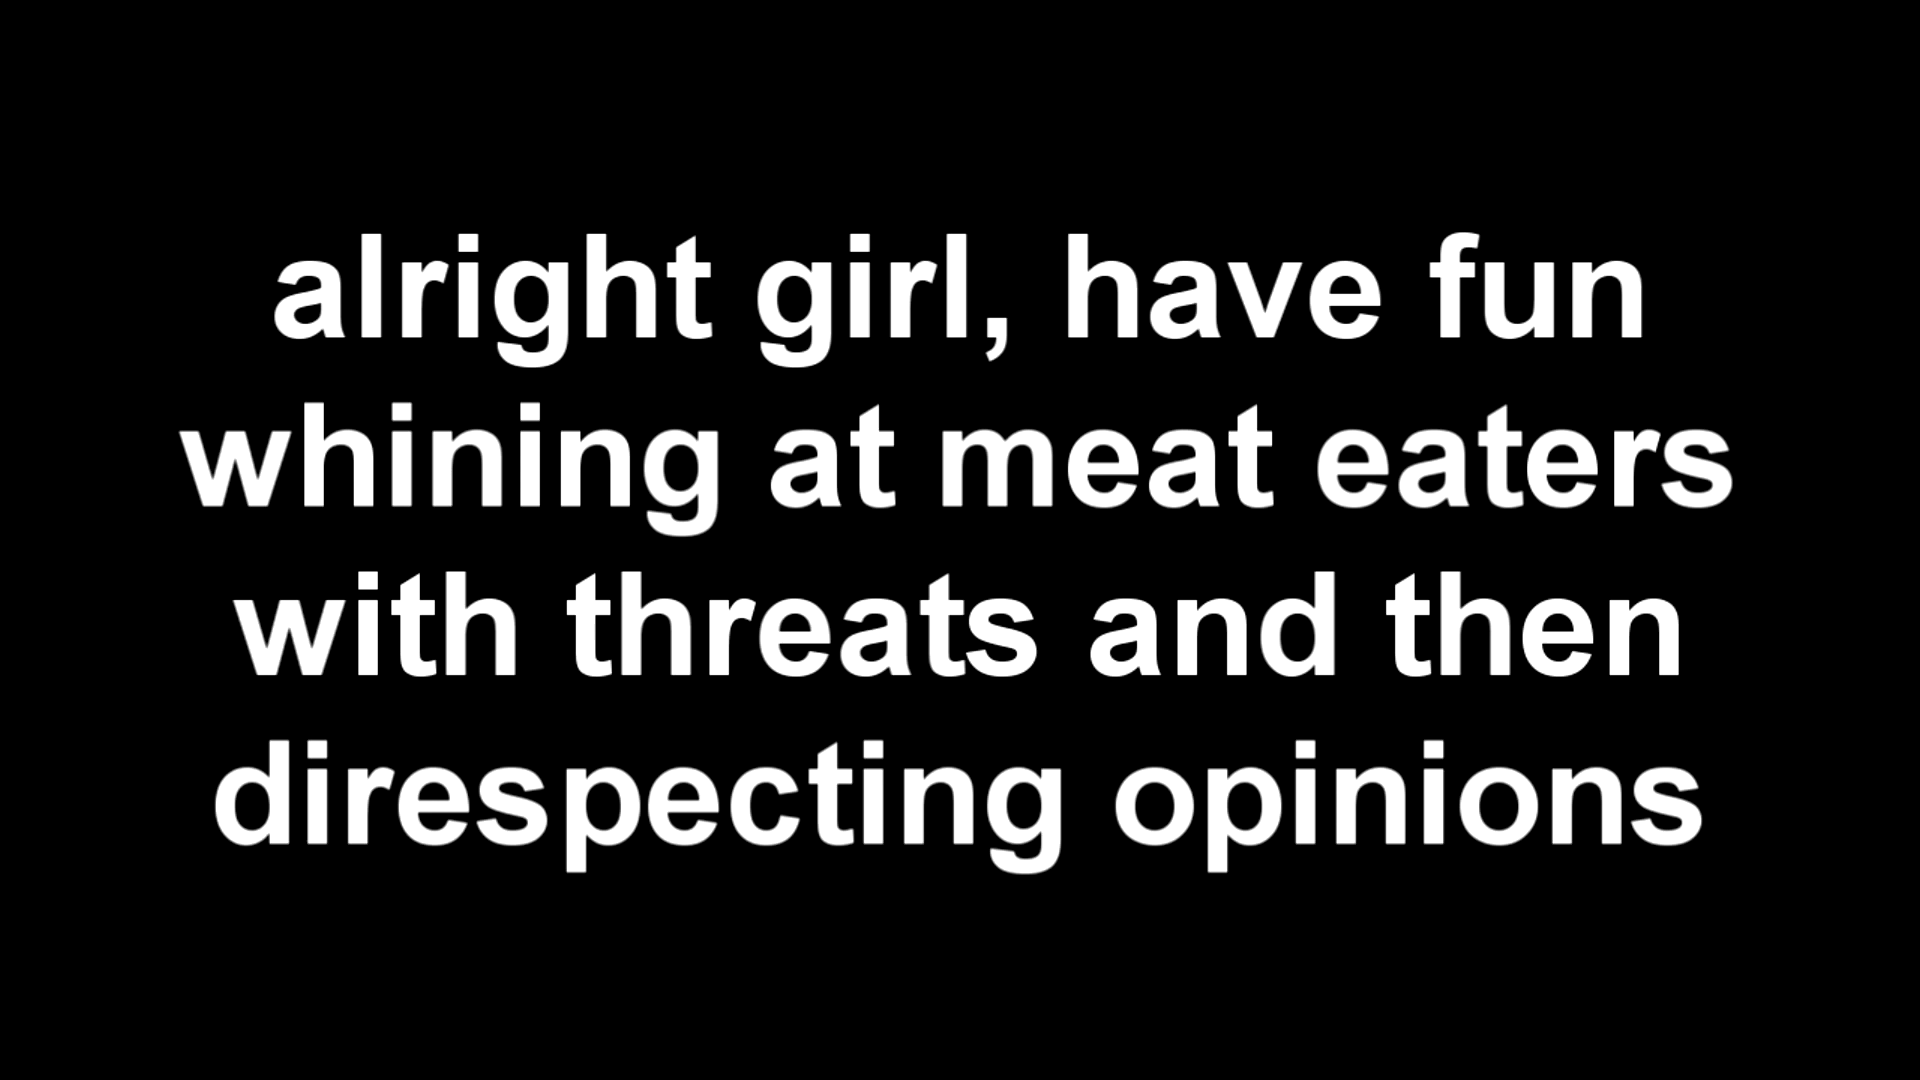 alright girl, have fun
whining at meat eaters
with threats and then
direspecting opinions